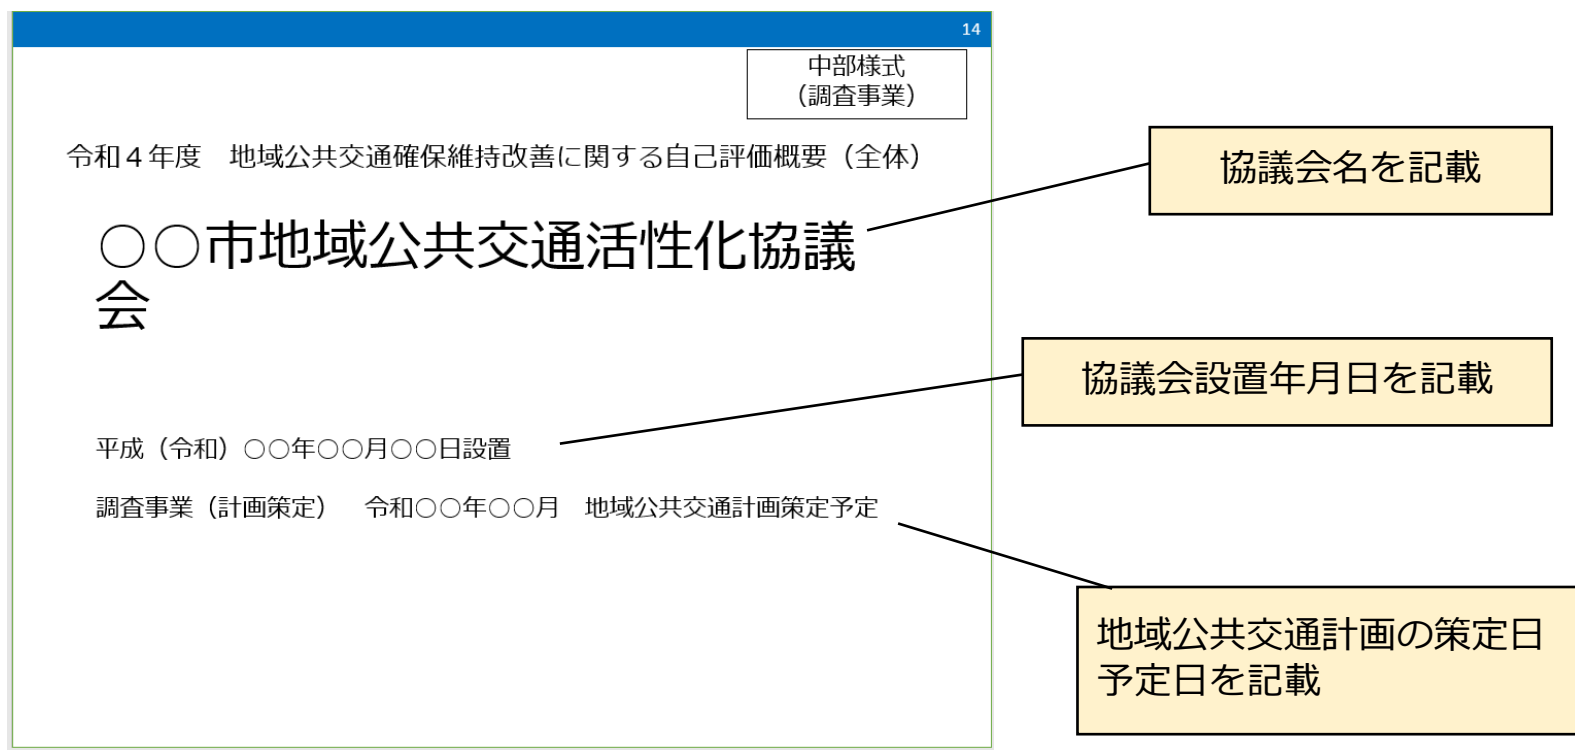 14
中部様式
（調査事業）
令和４年度　地域公共交通確保維持改善に関する自己評価概要（全体）
協議会名を記載
○○市地域公共交通活性化協議
会
協議会設置年月日を記載
平成（令和）○○年○○月○○日設置
調査事業（計画策定）　令和○○年○○月　地域公共交通計画策定予定
地域公共交通計画の策定日
予定日を記載